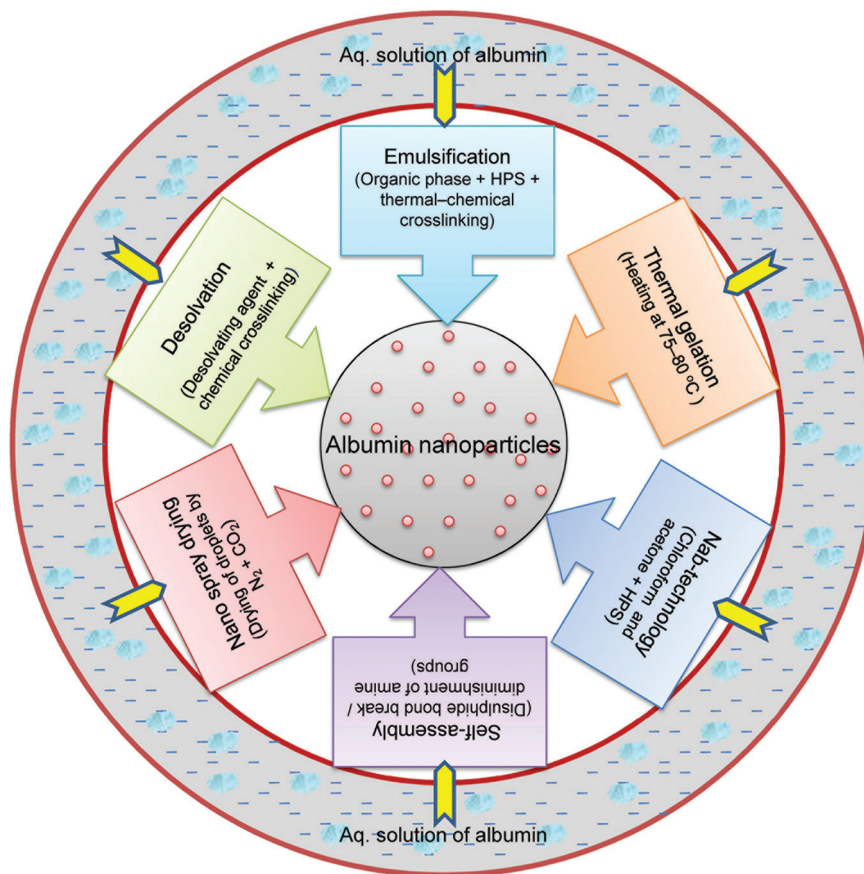 Aq. solution of albumin
Emulsification
(Organic phase + HPS +
thermal–chemical
crosslinking)
Thermal gelation
(Heating at 75–80 ºC )
Nab-technology
(Chloroform and
acetone + HPS)
Self-assembly
(Disulphide bond break /
diminishment of amine
groups)
Nano spray drying
(Drying of droplets by
N₂ + CO₂)
Desolvation
(Desolvating agent +
chemical crosslinking)
Albumin nanoparticles
Aq. solution of albumin